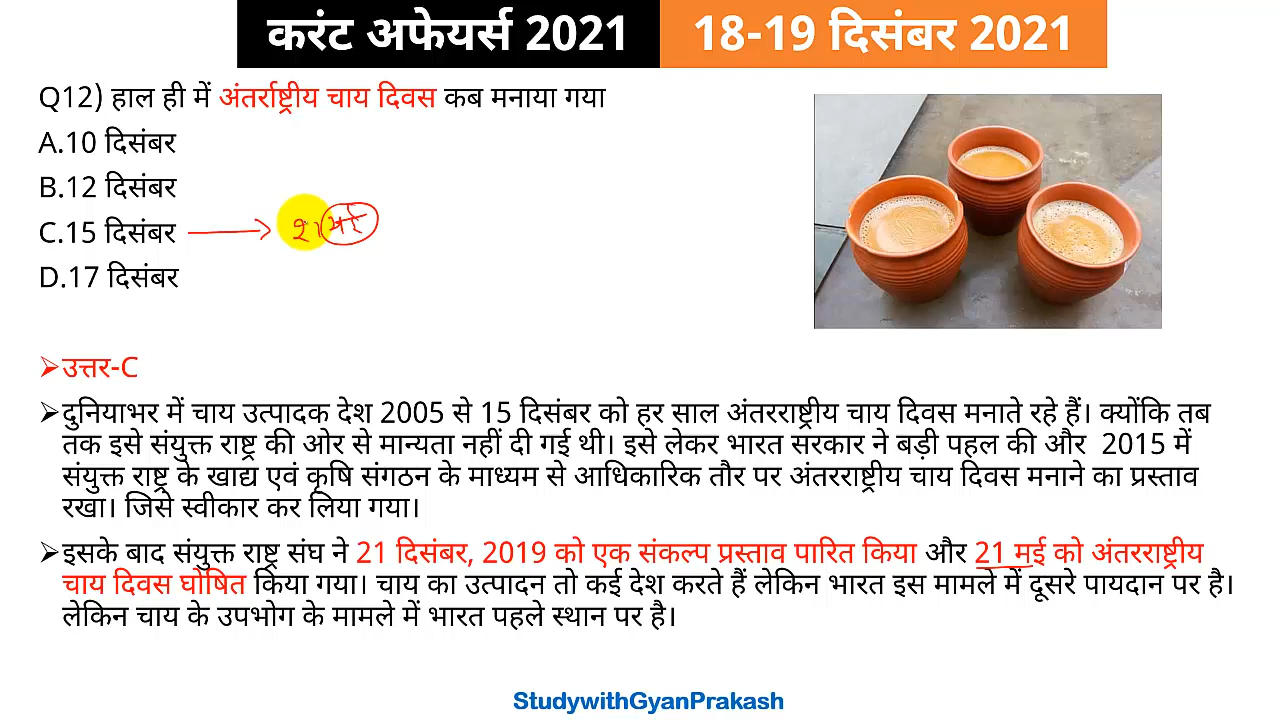 करंट अफेयर्स 2021 18-19 दिसंबर 2021
Q12) हाल ही में अंतर्राष्ट्रीय चाय दिवस कब मनाया गया
A.10 दिसंबर
B.12 दिसंबर
C.15 दिसंबर
D.17 दिसंबर
उत्तर-C
दुनियाभर में चाय उत्पादक देश 2005 से 15 दिसंबर को हर साल अंतरराष्ट्रीय चाय दिवस मनाते रहे हैं। क्योंकि तब
तक इसे संयुक्त राष्ट्र की ओर से मान्यता नहीं दी गई थी। इसे लेकर भारत सरकार ने बड़ी पहल की और 2015 में
संयुक्त राष्ट्र के खाद्य एवं कृषि संगठन के माध्यम से आधिकारिक तौर पर अंतरराष्ट्रीय चाय दिवस मनाने का प्रस्ताव
रखा। जिसे स्वीकार कर लिया गया।
इसके बाद संयुक्त राष्ट्र संघ ने 21 दिसंबर, 2019 को एक संकल्प प्रस्ताव पारित किया और 21 मई को अंतरराष्ट्रीय
चाय दिवस घोषित किया गया। चाय का उत्पादन तो कई देश करते हैं लेकिन भारत इस मामले में दूसरे पायदान पर है।
लेकिन चाय के उपभोग के मामले में भारत पहले स्थान पर है।
StudywithGyanPrakash